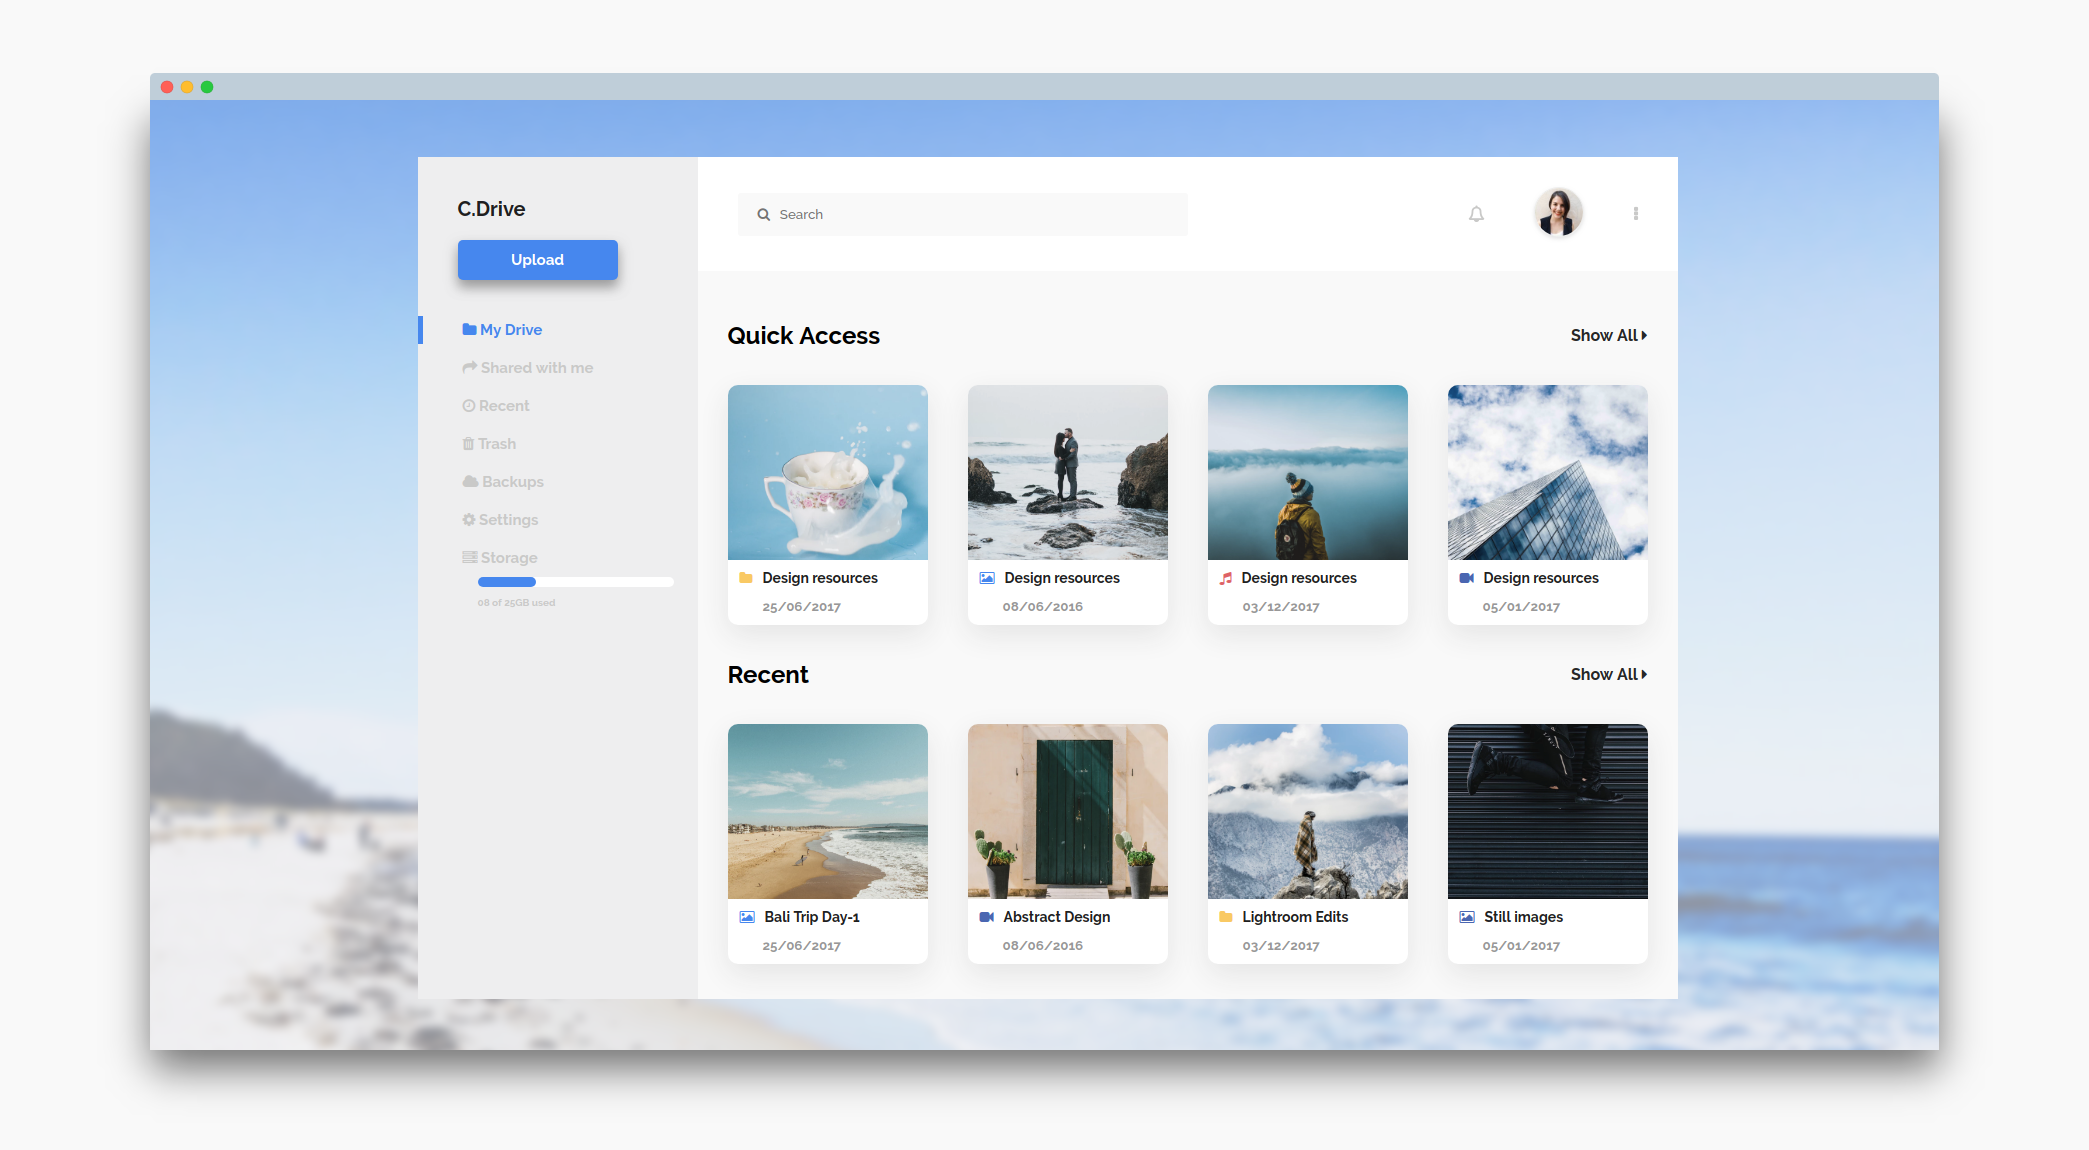 C.Drive
Upload
My Drive
Shared with me
Recent
Trash
Backups
Settings
Storage
08 of 25GB used
Search
Quick Access
Show All
Design resources
25/06/2017
Design resources
08/06/2016
Design resources
03/12/2017
Design resources
05/01/2017
Recent
Show All
Bali Trip Day-1
25/06/2017
Abstract Design
08/06/2016
Lightroom Edits
03/12/2017
Still images
05/01/2017